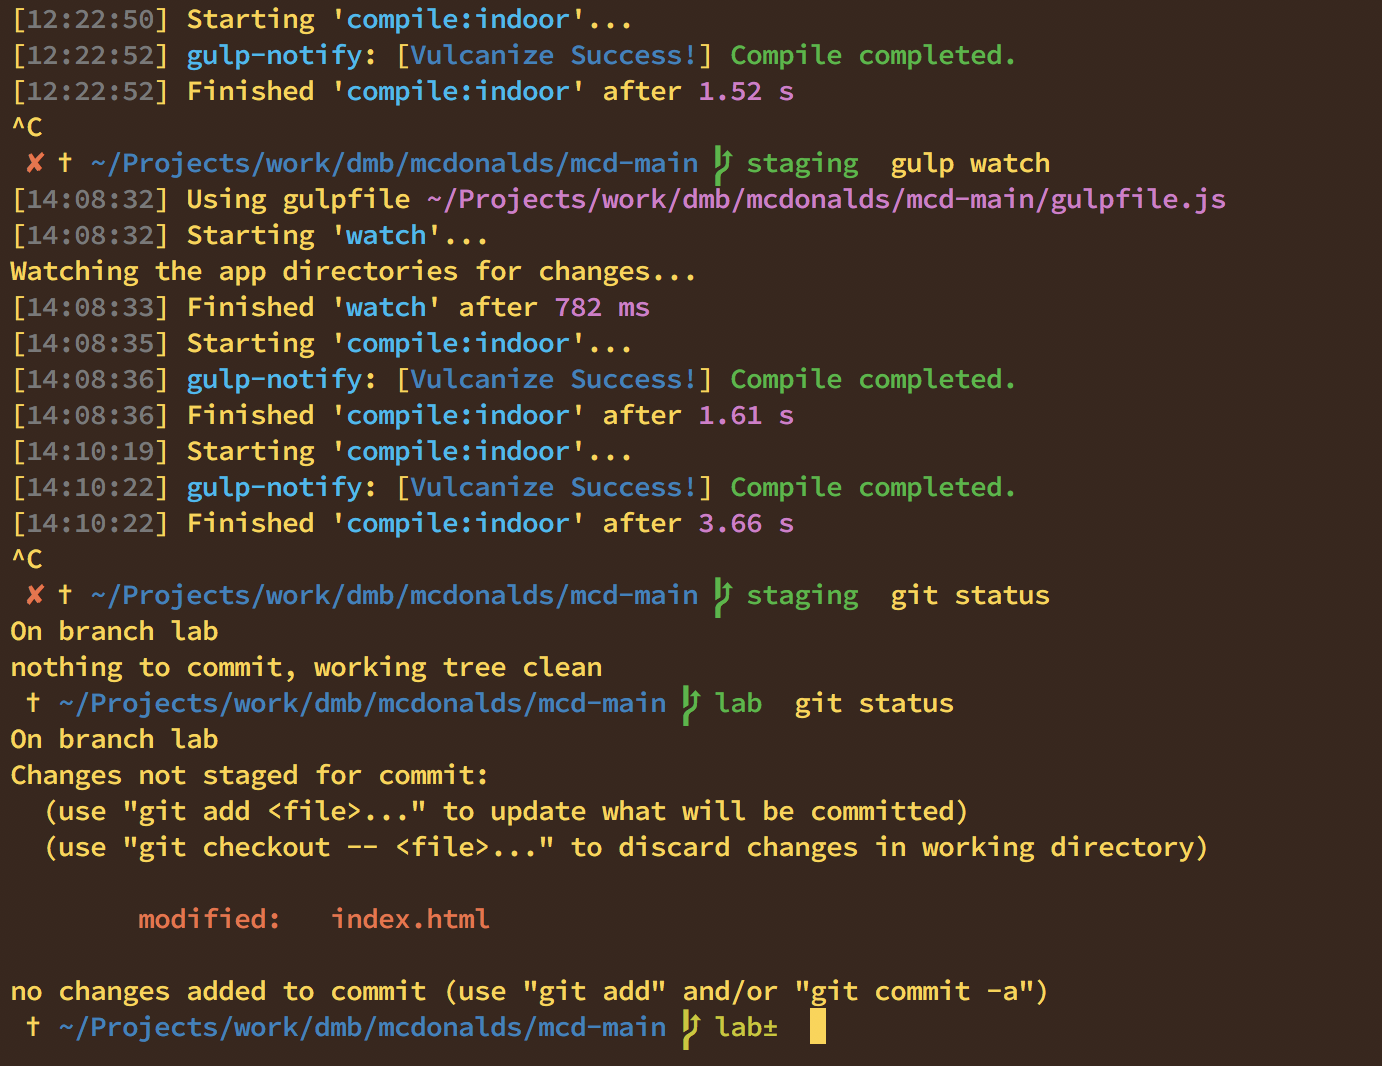 [12:22:50] Starting 'compile:indoor'...
[12:22:52] gulp-notify: [Vulcanize Success!] Compile completed.
[12:22:52] Finished 'compile:indoor' after 1.52 s
^C
✘ † ~/Projects/work/dmb/mcdonalds/mcd-main staging gulp watch
[14:08:32] Using gulpfile ~/Projects/work/dmb/mcdonalds/mcd-main/gulpfile.js
[14:08:32] Starting 'watch'...
Watching the app directories for changes...
[14:08:33] Finished 'watch' after 782 ms
[14:08:35] Starting 'compile:indoor'...
[14:08:36] gulp-notify: [Vulcanize Success!] Compile completed.
[14:08:36] Finished 'compile:indoor' after 1.61 s
[14:10:19] Starting 'compile:indoor'...
[14:10:22] gulp-notify: [Vulcanize Success!] Compile completed.
[14:10:22] Finished 'compile:indoor' after 3.66 s
^C
✘ † ~/Projects/work/dmb/mcdonalds/mcd-main staging git status
On branch lab
nothing to commit, working tree clean
† ~/Projects/work/dmb/mcdonalds/mcd-main lab git status
On branch lab
Changes not staged for commit:
(use "git add <file>..." to update what will be committed)
(use "git checkout -- <file>..." to discard changes in working directory)
modified: index.html
no changes added to commit (use "git add" and/or "git commit -a")
† ~/Projects/work/dmb/mcdonalds/mcd-main lab±